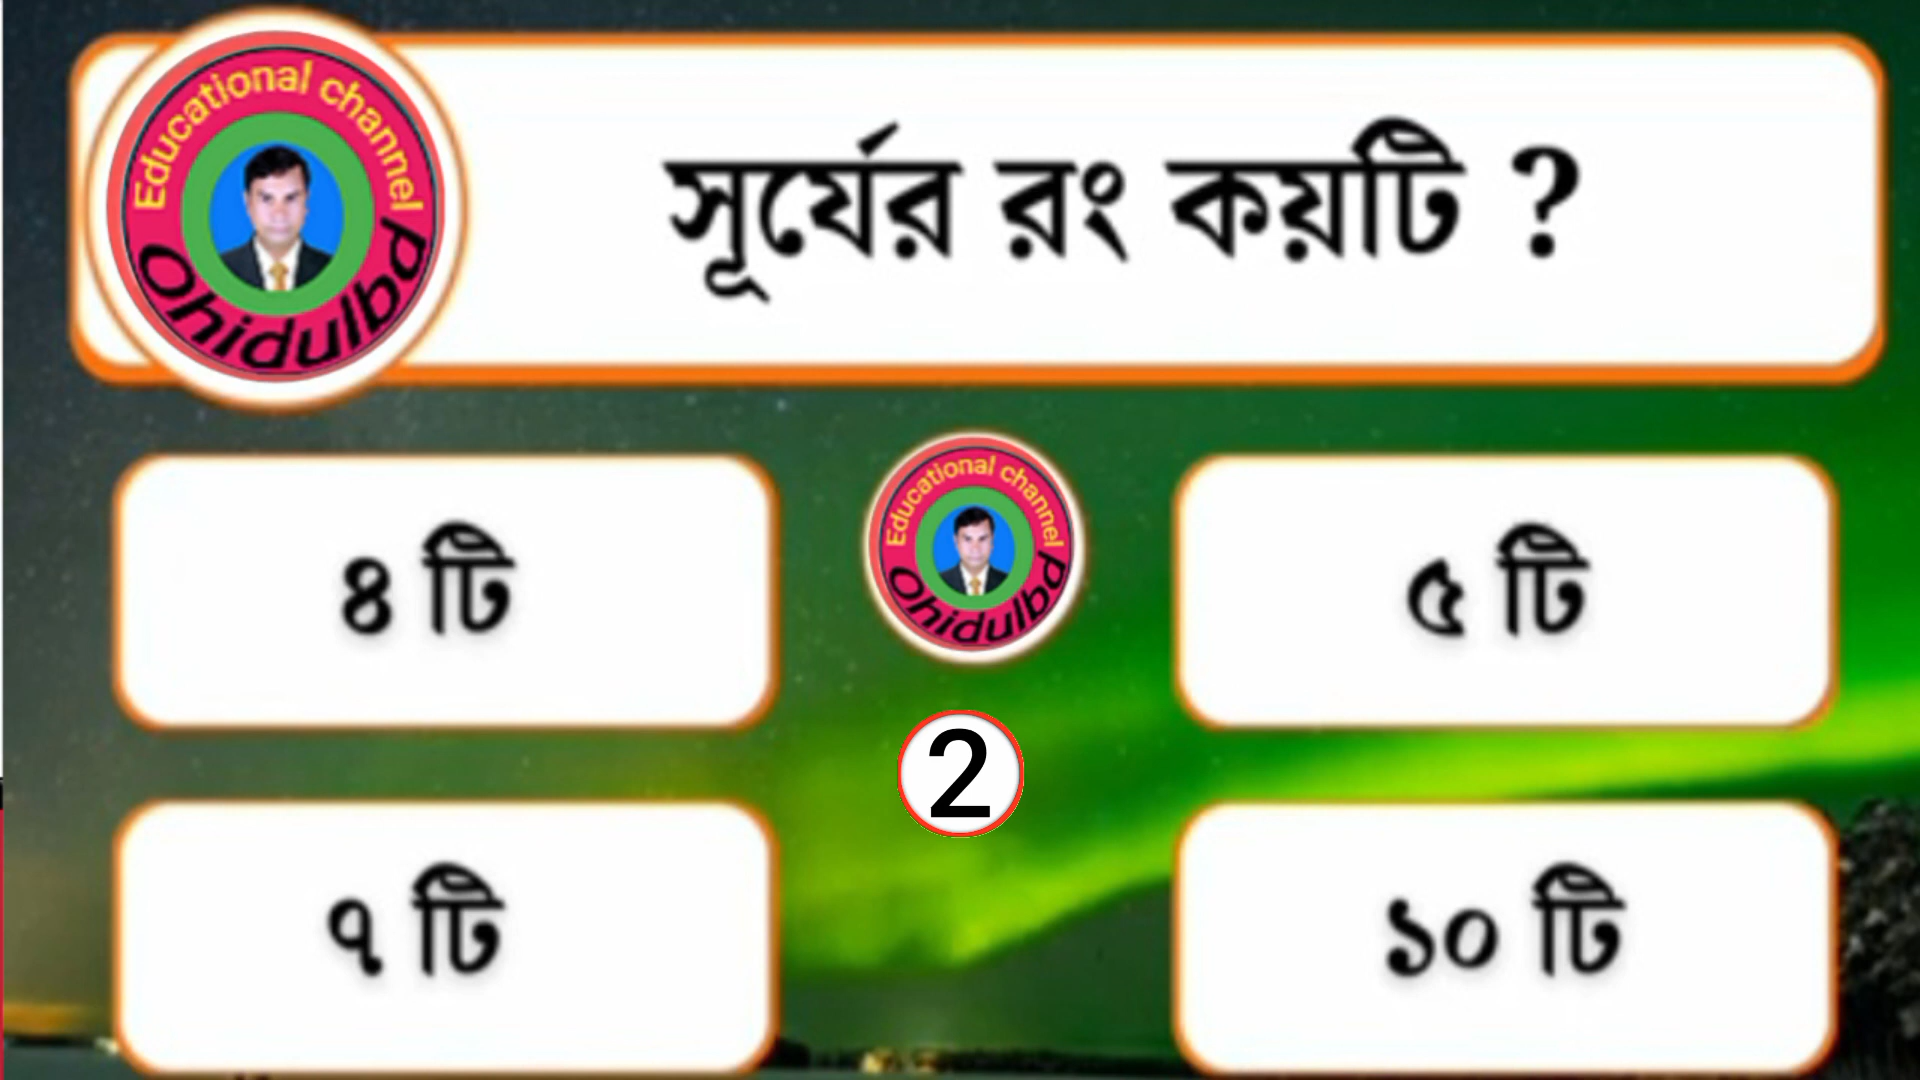 Educational channel
Ohidulbd
সূর্যের রং কয়টি ?
৪ টি
Educational channel
Ohidulbd
৫ টি
2
৭ টি
১০ টি